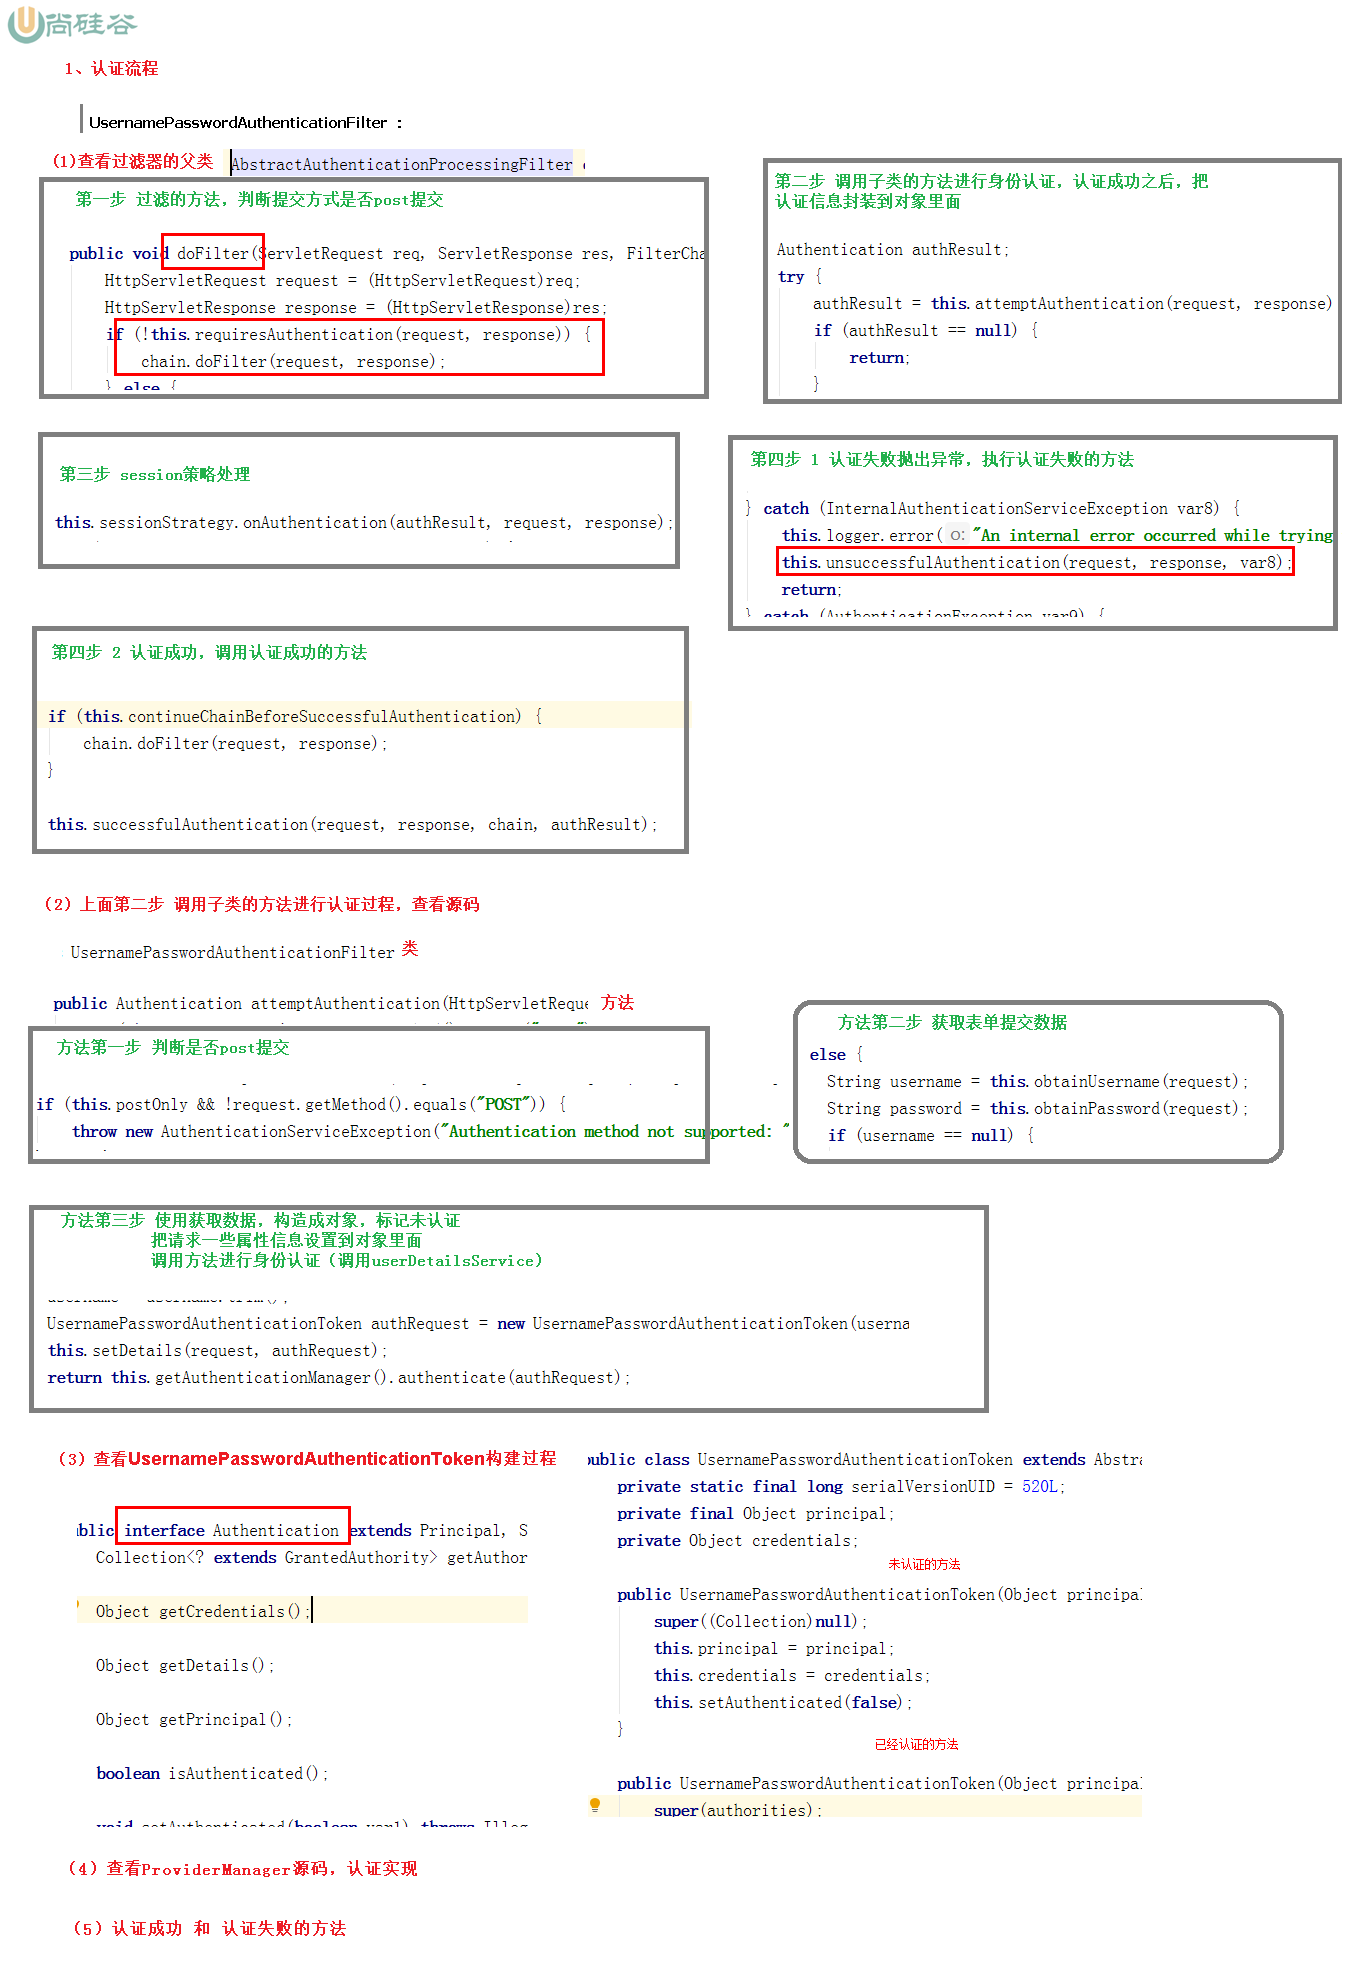 尚硅谷
1、认证流程
UsernamePasswordAuthenticationFilter ：
(1)查看过滤器的父类 AbstractAuthenticationProcessingFilter
第一步 过滤的方法，判断提交方式是否post提交
public void doFilter(ServletRequest req, ServletResponse res, FilterCha
HttpServletRequest request = (HttpServletRequest)req;
HttpServletResponse response = (HttpServletResponse)res;
if (!this.requiresAuthentication(request, response)) {
chain.doFilter(request, response);
} else {
第二步 调用子类的方法进行身份认证，认证成功之后，把
认证信息封装到对象里面
Authentication authResult;
try {
authResult = this.attemptAuthentication(request, response)
if (authResult == null) {
return;
}
第三步 session策略处理
this.sessionStrategy.onAuthentication(authResult, request, response);
第四步 1 认证失败抛出异常，执行认证失败的方法
} catch (InternalAuthenticationServiceException var8) {
this.logger.error( o: "An internal error occurred while trying
this.unsuccessfulAuthentication(request, response, var8);
return;
} catch (AuthenticationException var9) {
第四步 2 认证成功，调用认证成功的方法
if (this.continueChainBeforeSuccessfulAuthentication) {
chain.doFilter(request, response);
}
this.successfulAuthentication(request, response, chain, authResult);
（2）上面第二步 调用子类的方法进行认证过程，查看源码
UsernamePasswordAuthenticationFilter 类
public Authentication attemptAuthentication(HttpServletReque 方法
方法第一步 判断是否post提交
if (this.postOnly && !request.getMethod().equals("POST")) {
throw new AuthenticationServiceException("Authentication method not supported: "
方法第二步 获取表单提交数据
else {
String username = this.obtainUsername(request);
String password = this.obtainPassword(request);
if (username == null) {
方法第三步 使用获取数据，构造成对象，标记未认证
把请求一些属性信息设置到对象里面
调用方法进行身份认证（调用userDetailsService）
username = username.trim();
UsernamePasswordAuthenticationToken authRequest = new UsernamePasswordAuthenticationToken(userna
this.setDetails(request, authRequest);
return this.getAuthenticationManager().authenticate(authRequest);
（3）查看UsernamePasswordAuthenticationToken构建过程
ublic interface Authentication extends Principal, S
Collection<? extends GrantedAuthority> getAuthor
Object getCredentials();
Object getDetails();
Object getPrincipal();
boolean isAuthenticated();
void setAuthenticated(boolean var1) throws Illeg
public class UsernamePasswordAuthenticationToken extends Abstra
private static final long serialVersionUID = 520L;
private final Object principal;
private Object credentials;
未认证的方法
public UsernamePasswordAuthenticationToken(Object principal
super((Collection)null);
this.principal = principal;
this.credentials = credentials;
this.setAuthenticated(false);
}
已经认证的方法
public UsernamePasswordAuthenticationToken(Object principal
super(authorities);
（4）查看ProviderManager源码，认证实现
（5）认证成功 和 认证失败的方法